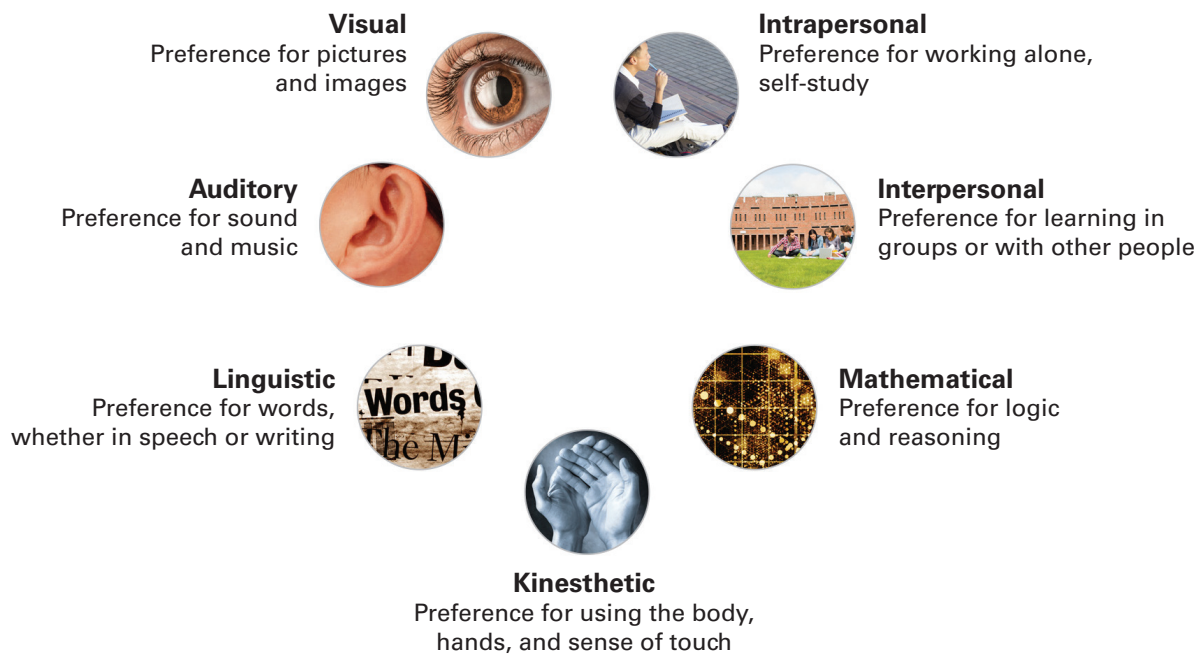 Visual
Preference for pictures
and images
Intrapersonal
Preference for working alone,
self-study
Auditory
Preference for sound
and music
Interpersonal
Preference for learning in
groups or with other people
Linguistic
Preference for words,
whether in speech or writing
Words
The Mi
Mathematical
Preference for logic
and reasoning
Kinesthetic
Preference for using the body,
hands, and sense of touch